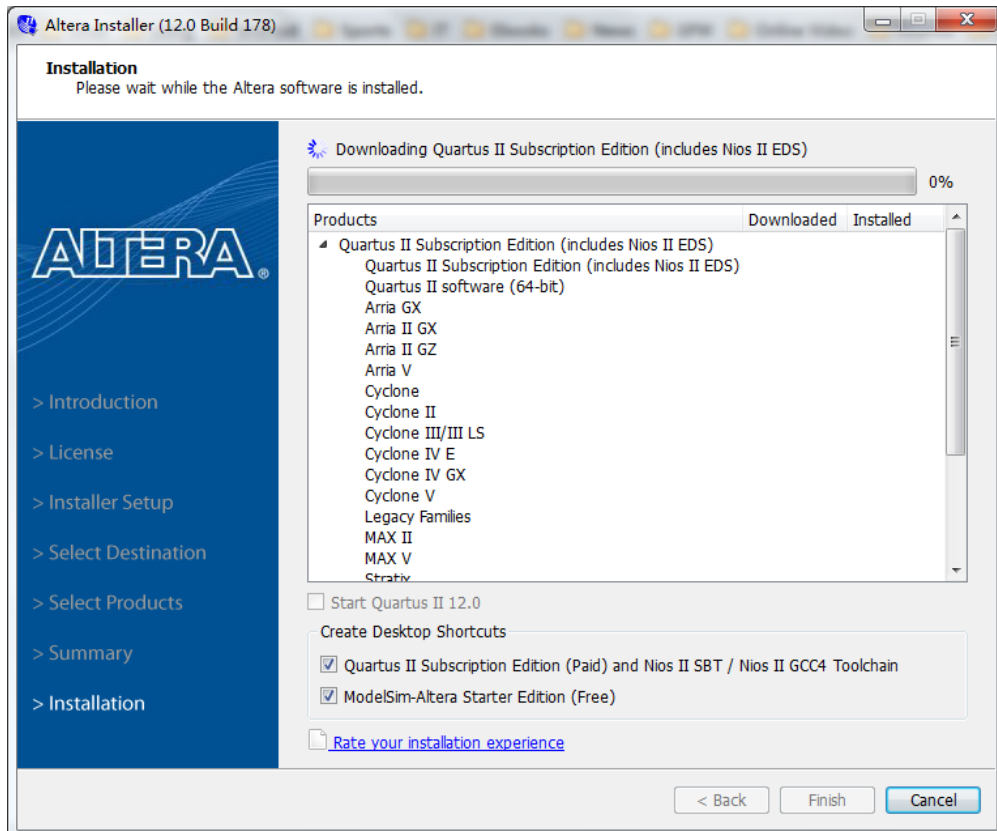 Altera Installer (12.0 Build 178)
Installation
Please wait while the Altera software is installed.
ALTERA®
> Introduction
> License
> Installer Setup
> Select Destination
> Select Products
> Summary
> Installation
Downloading Quartus II Subscription Edition (includes Nios II EDS)
0%
Products Downloaded Installed
Quartus II Subscription Edition (includes Nios II EDS)
Quartus II Subscription Edition (includes Nios II EDS)
Quartus II software (64-bit)
Arria GX
Arria II GX
Arria II GZ
Arria V
Cyclone
Cyclone II
Cyclone III/III LS
Cyclone IV E
Cyclone IV GX
Cyclone V
Legacy Families
MAX II
MAX V
Stratix
Start Quartus II 12.0
Create Desktop Shortcuts
Quartus II Subscription Edition (Paid) and Nios II SBT / Nios II GCC4 Toolchain
ModelSim-Altera Starter Edition (Free)
Rate your installation experience
< Back Finish Cancel